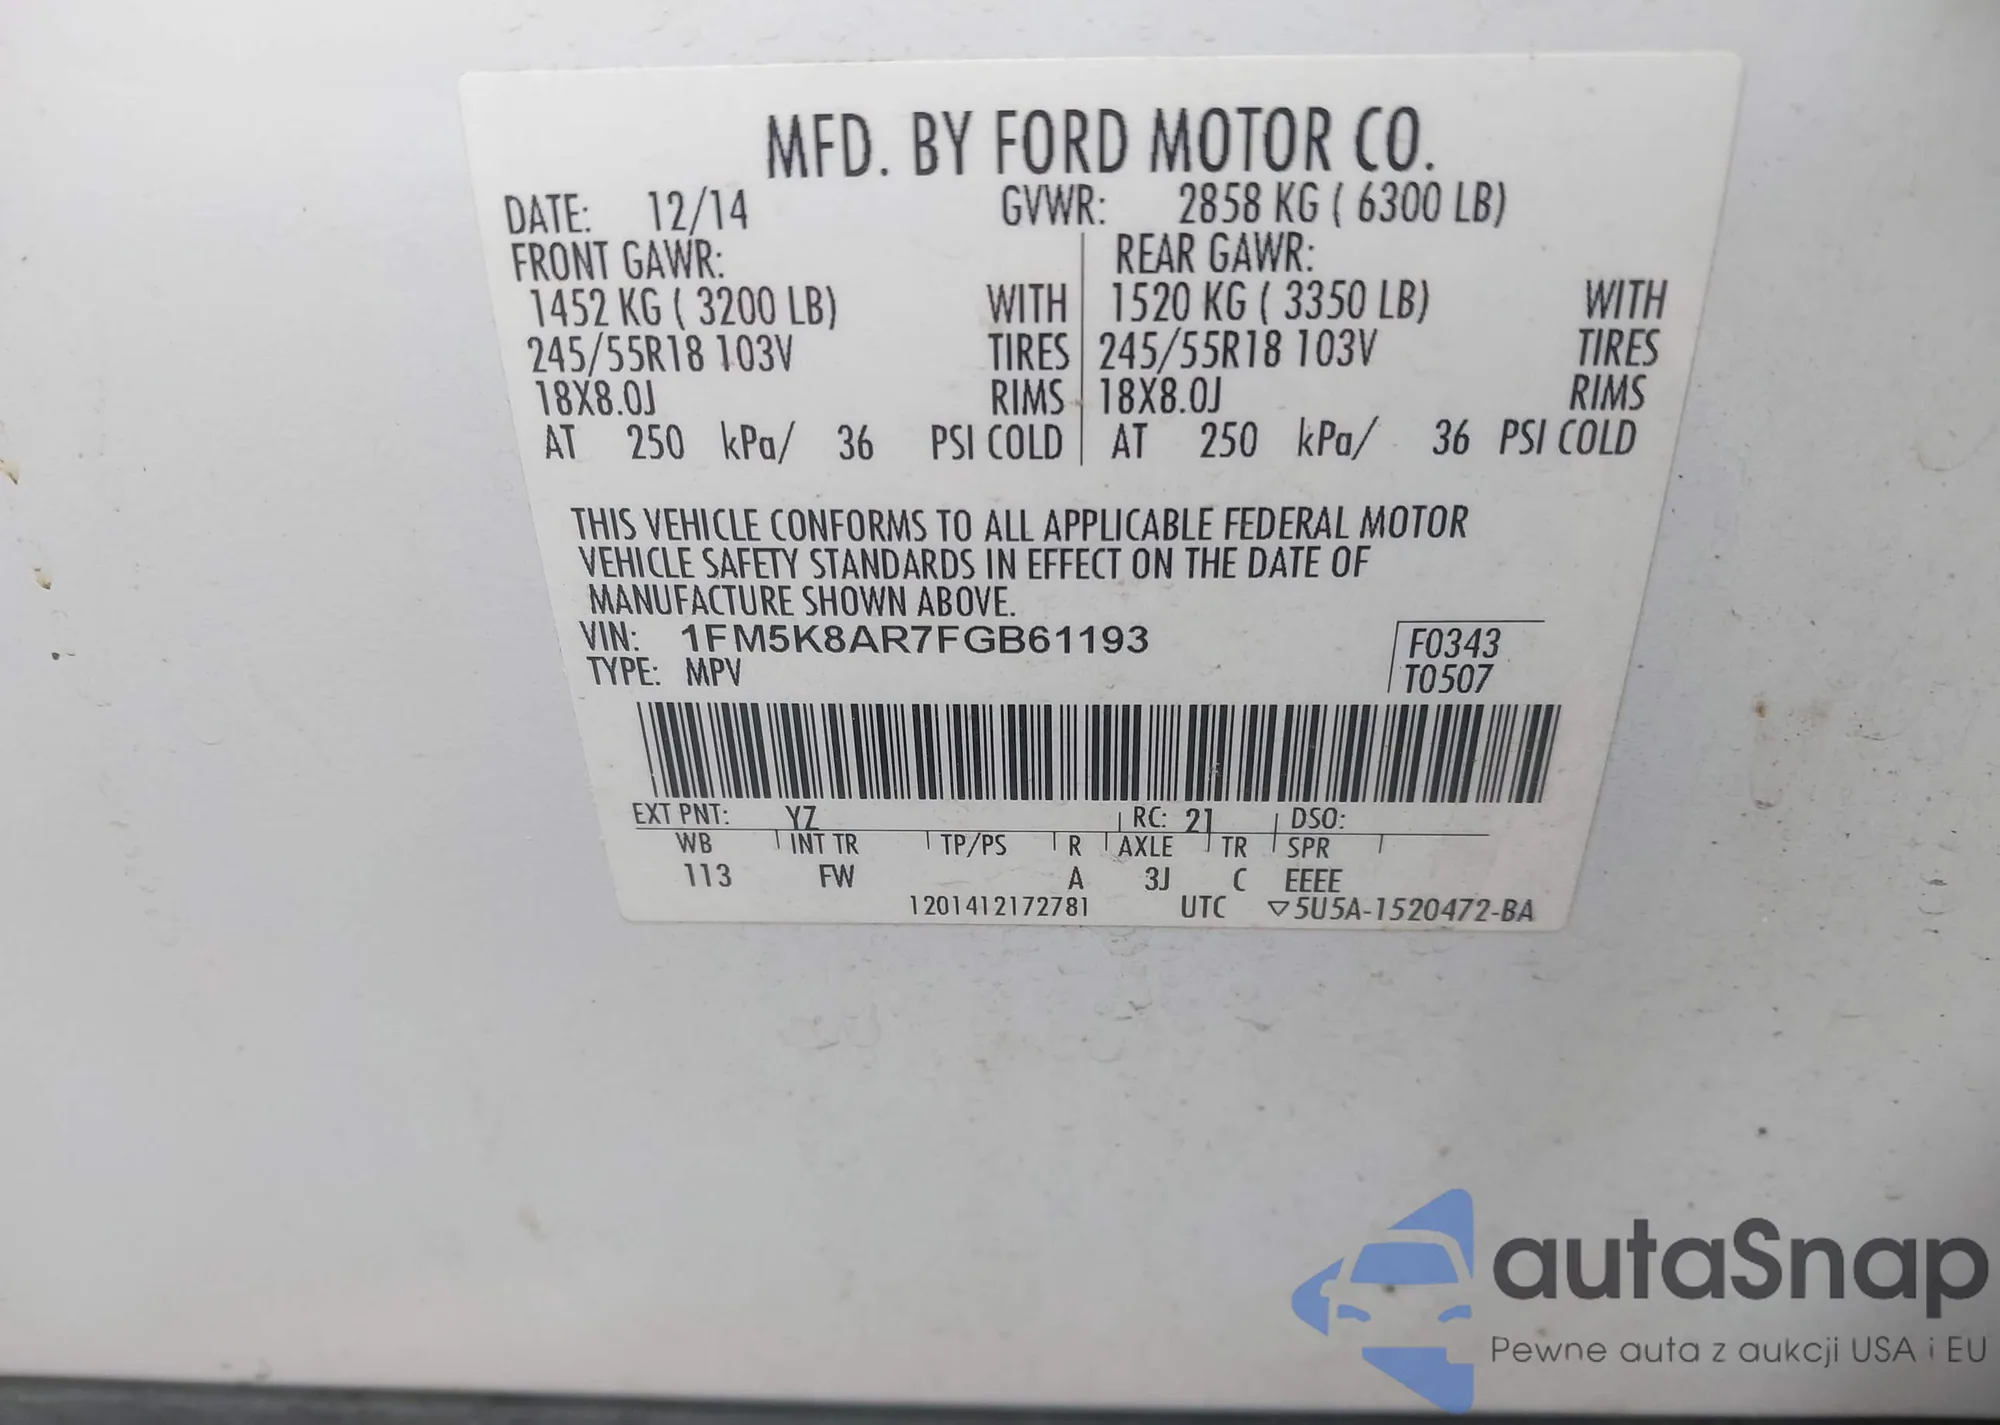 MFD. BY FORD MOTOR CO.
DATE: 12/14 GVWR: 2858 KG ( 6300 LB)
FRONT GAWR: REAR GAWR:
1452 KG ( 3200 LB) WITH 1520 KG ( 3350 LB) WITH
245/55R18 103V TIRES 245/55R18 103V TIRES
18X8.0J RIMS 18X8.0J RIMS
AT 250 kPa/ 36 PSI COLD AT 250 kPa/ 36 PSI COLD
THIS VEHICLE CONFORMS TO ALL APPLICABLE FEDERAL MOTOR
VEHICLE SAFETY STANDARDS IN EFFECT ON THE DATE OF
MANUFACTURE SHOWN ABOVE.
VIN: 1FM5K8AR7FGB61193 F0343
TYPE: MPV T0507
EXT PNT: YZ RC: 21 DSO:
WB INT TR TP/PS R AXLE TR SPR
113 FW A 3J C EEEE
1201412172781 UTC ▽5U5A-1520472-BA
autaSnap
Pewne auta z aukcji USA i EU